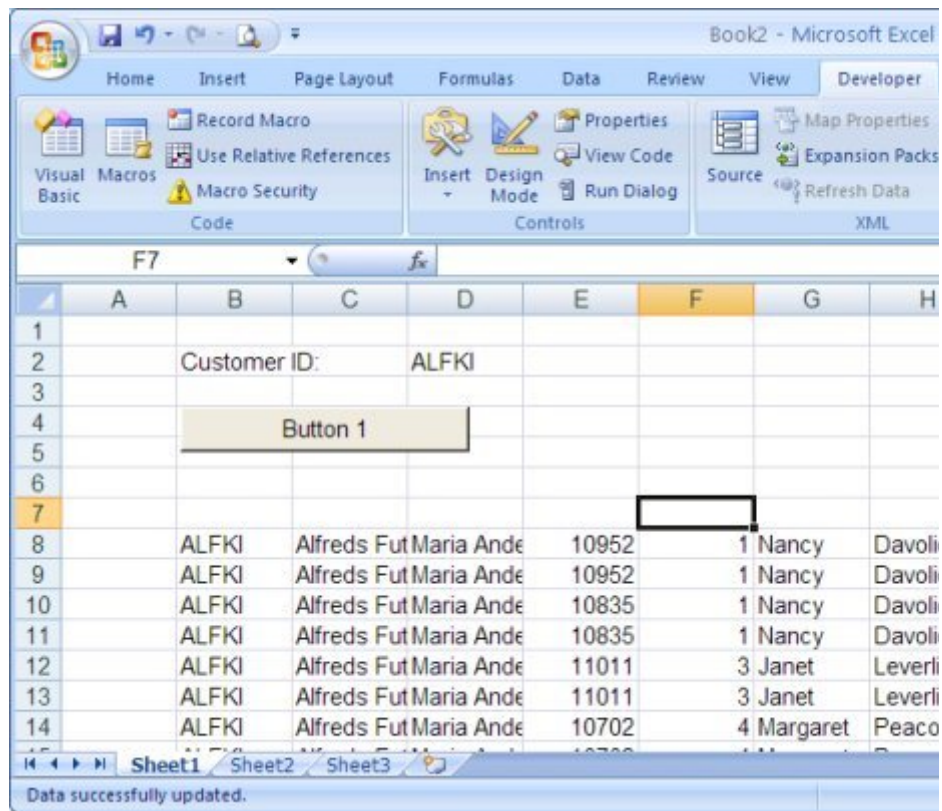 Book2 - Microsoft Excel
Home Insert Page Layout Formulas Data Review View Developer
Record Macro Properties Map Properties
Use Relative References View Code Expansion Packs
Visual Basic Macros Macro Security Insert Design Mode Run Dialog Source Refresh Data
Code Controls XML
F7 fx
A B C D E F G H
1
2 Customer ID: ALFKI
3
4 Button 1
5
6
7
8 ALFKI Alfreds Fut Maria Ande 10952 1 Nancy Davoli
9 ALFKI Alfreds Fut Maria Ande 10952 1 Nancy Davoli
10 ALFKI Alfreds Fut Maria Ande 10835 1 Nancy Davoli
11 ALFKI Alfreds Fut Maria Ande 10835 1 Nancy Davoli
12 ALFKI Alfreds Fut Maria Ande 11011 3 Janet Leverli
13 ALFKI Alfreds Fut Maria Ande 11011 3 Janet Leverli
14 ALFKI Alfreds Fut Maria Ande 10702 4 Margaret Peaco
Sheet1 Sheet2 Sheet3
Data successfully updated.